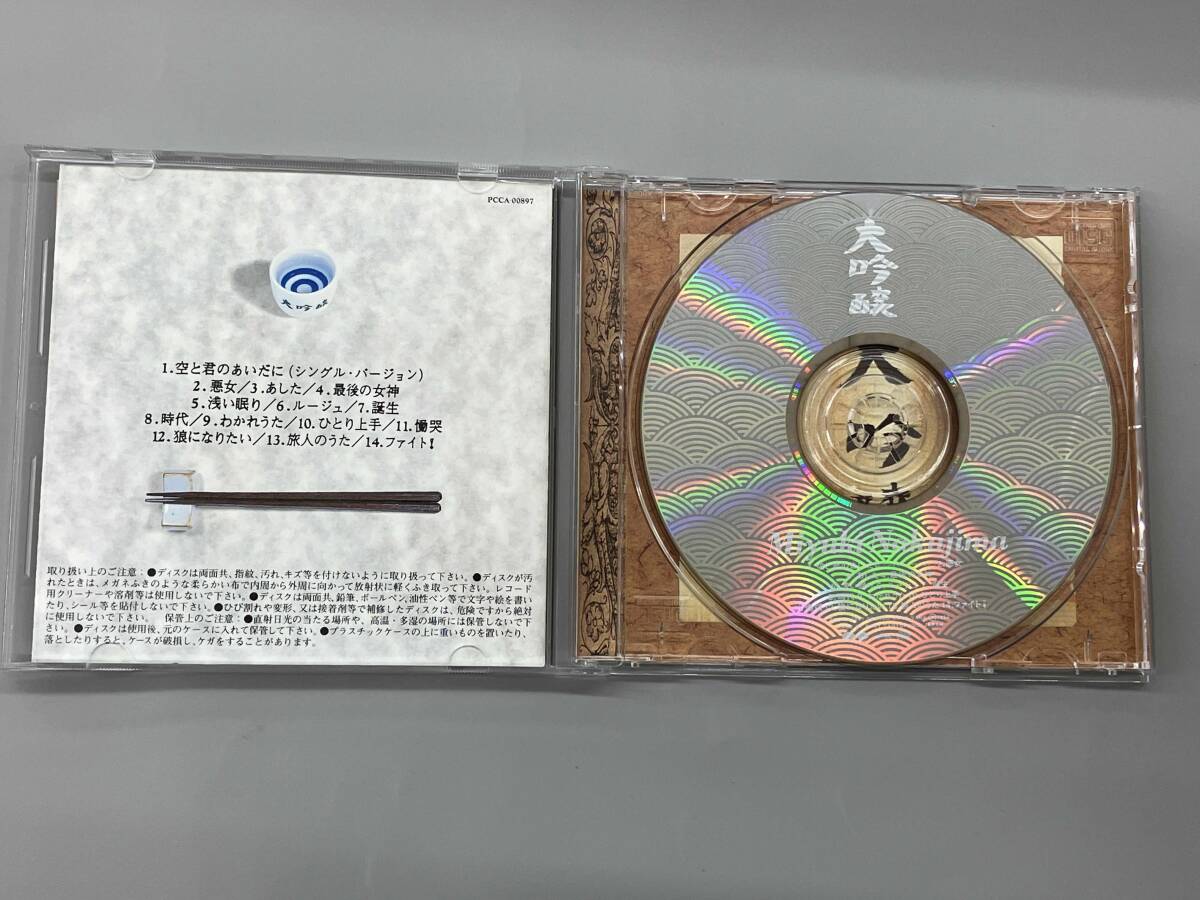 PCCA 00897
大吟醸
1.空と君のあいだに(シングル・バージョン)
2.悪女/3.あした/4.最後の女神
5.浅い眠り/6.ルージュ/7.誕生
8.時代/9.わかれうた/10.ひとり上手/11.慟哭
12.狼になりたい/13.旅人のうた/14.ファイト!
取り扱い上のご注意:●ディスクは両面共、指紋、汚れ、キズ等を付けないように取り扱って下さい。●ディスクが汚
れたときは、メガネふきのような柔らかい布で内周から外周に向かって放射状に軽くふき取って下さい。レコード
用クリーナーや溶剤等は使用しないで下さい。●ディスクは両面共、鉛筆、ボールペン、油性ペン等で文字や絵を書い
たり、シール等を貼付しないで下さい。●ひび割れや変形、又は接着剤等で補修したディスクは、危険ですから絶対
に使用しないで下さい。 保管上のご注意:●直射日光の当たる場所や、高温・多湿の場所には保管しないで下さ
い。●ディスクは使用後、元のケースに入れて保管して下さい。●プラスチックケースの上に重いものを置いたり、
落としたりすると、ケースが破損し、ケガをすることがあります。
大吟醸
大吟醸
Miyuki Nakajima